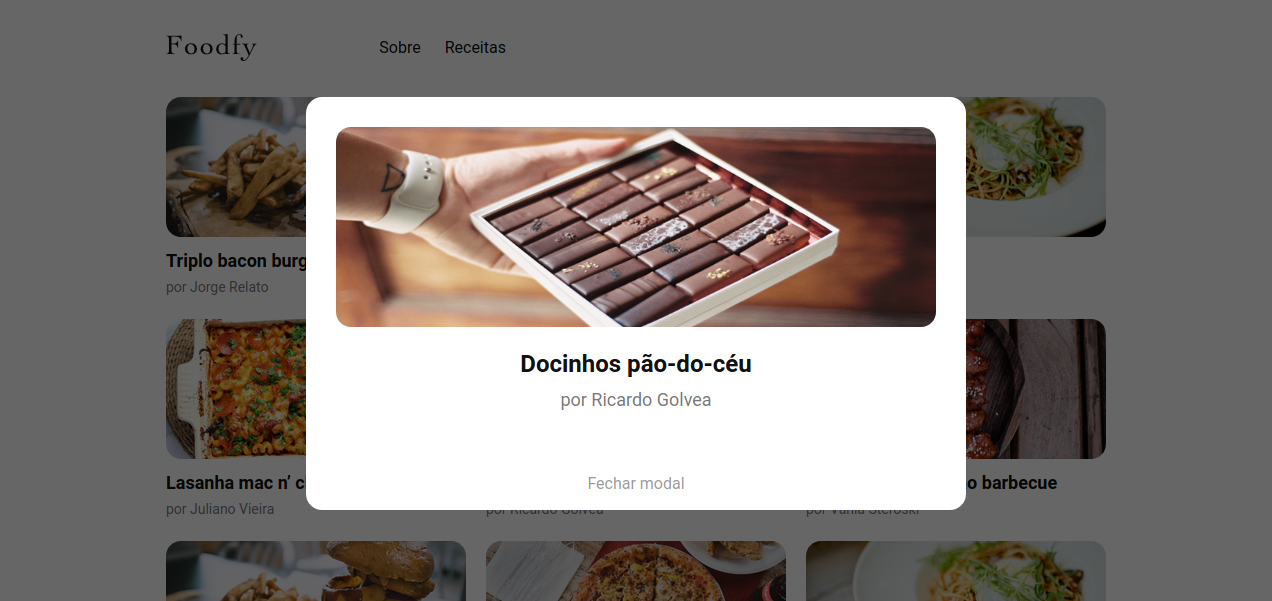 Foodfy
Sobre Receitas
Triplo bacon burg
por Jorge Relato
Docinhos pão-do-céu
por Ricardo Golvea
Fechar modal
Lasanha mac n’ c
o barbecue
por Juliano Vieira
por Ricardo Golvea
por Vania Steroski